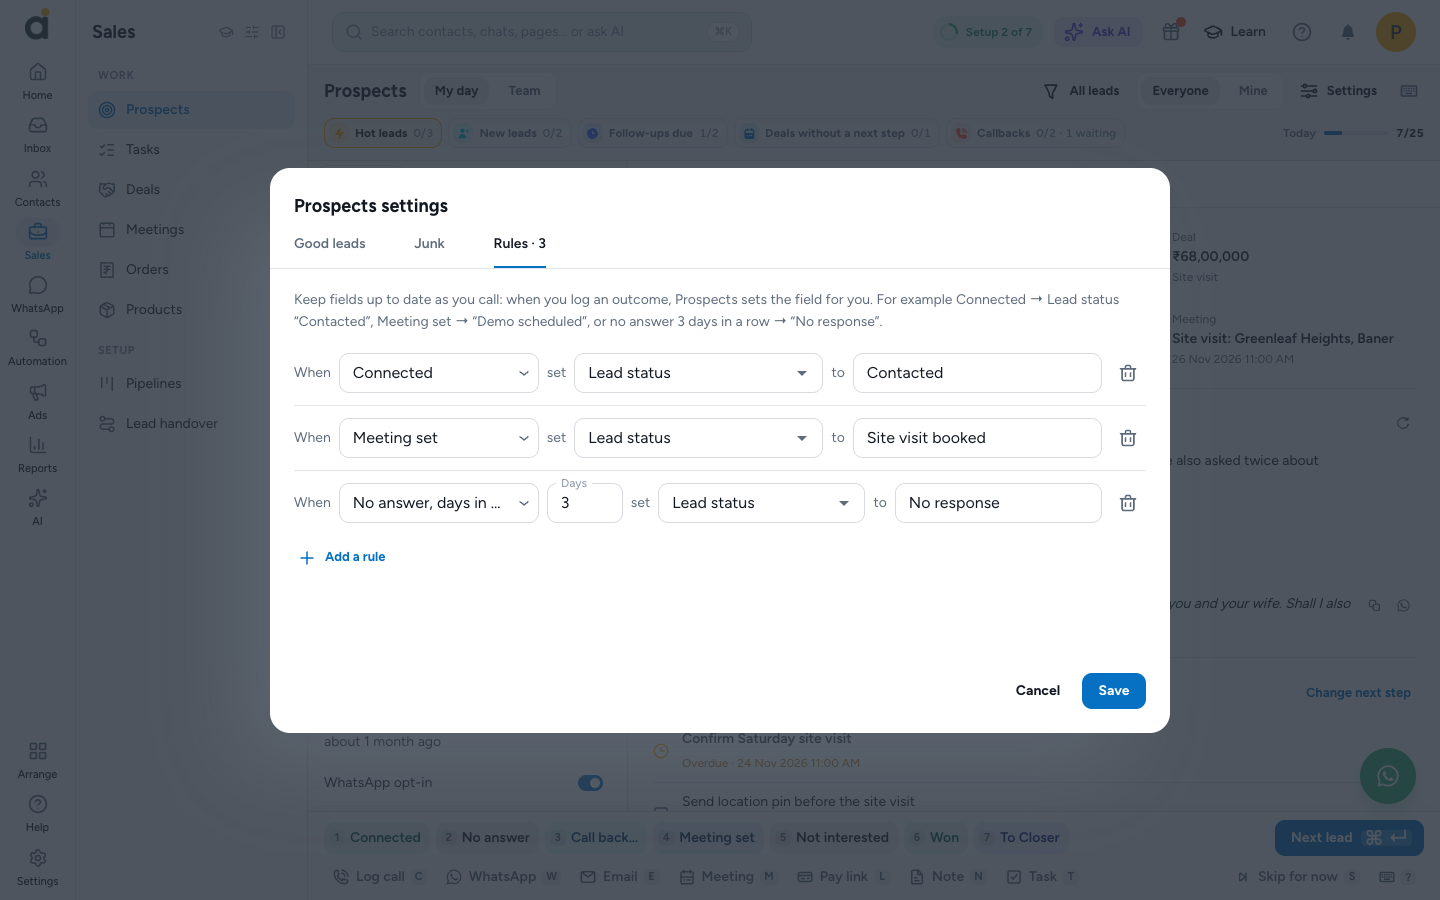 Sales
Search contacts, chats, pages... or ask AI
⌘K
Setup 2 of 7
Ask AI
Learn
P
Home
Inbox
Contacts
Sales
WhatsApp
Automation
Ads
Reports
AI
Arrange
Help
Settings
WORK
Prospects
Tasks
Deals
Meetings
Orders
Products
SETUP
Pipelines
Lead handover
Prospects
My day
Team
All leads
Everyone
Mine
Settings
Hot leads 0/3
New leads 0/2
Follow-ups due 1/2
Deals without a next step 0/1
Callbacks 0/2 · 1 waiting
Today
7/25
Prospects settings
Good leads
Junk
Rules · 3
Keep fields up to date as you call: when you log an outcome, Prospects sets the field for you. For example Connected → Lead status
“Contacted”, Meeting set → “Demo scheduled”, or no answer 3 days in a row → “No response”.
When Connected set Lead status to Contacted
When Meeting set set Lead status to Site visit booked
Days
When No answer, days in ... 3 set Lead status to No response
Add a rule
Cancel
Save
Deal
₹68,00,000
Site visit
Meeting
Site visit: Greenleaf Heights, Baner
26 Nov 2026 11:00 AM
also asked twice about
you and your wife. Shall I also
Change next step
about 1 month ago
WhatsApp opt-in
Confirm Saturday site visit
Overdue · 24 Nov 2026 11:00 AM
Send location pin before the site visit
1 Connected
2 No answer
3 Call back...
4 Meeting set
5 Not interested
6 Won
7 To Closer
Next lead ⌘
Log call C
WhatsApp W
Email E
Meeting M
Pay link L
Note N
Task T
Skip for now S
?